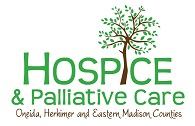 HOSPICE
& PALLIATIVE CARE
Oneida, Herkimer and Eastern Madison Counties